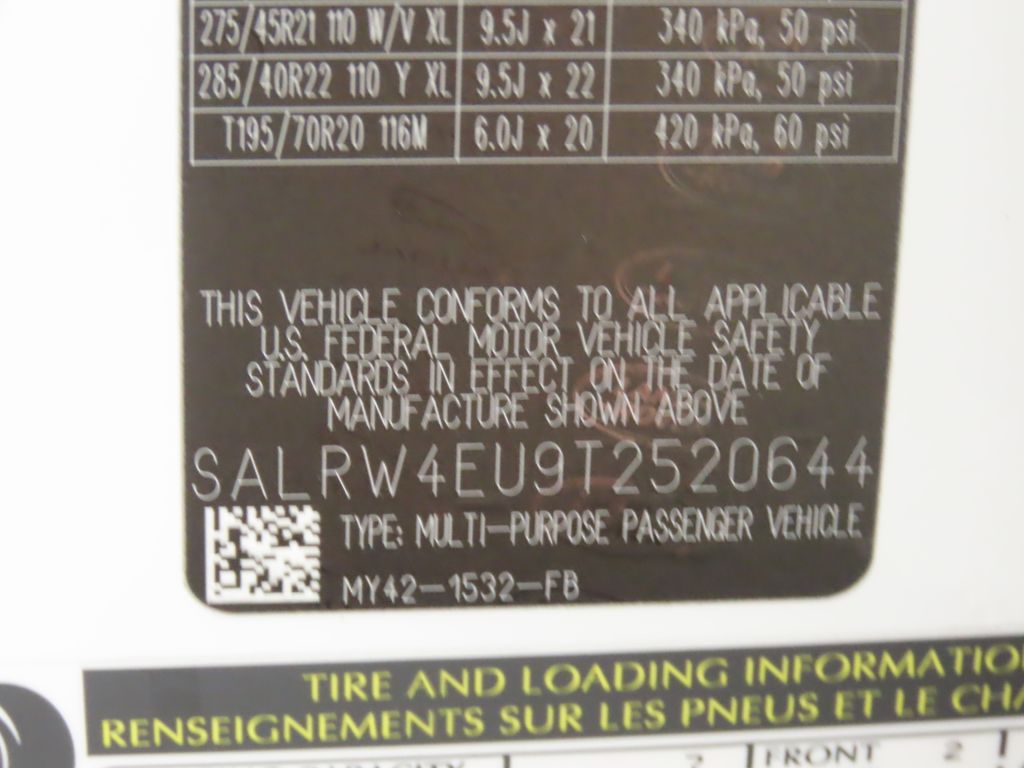 275/45R21 110 W/V XL 9.5J x 21 340 kPa, 50 psi
285/40R22 110 Y XL 9.5J x 22 340 kPa, 50 psi
T195/70R20 116M 6.0J x 20 420 kPa, 60 psi
THIS VEHICLE CONFORMS TO ALL APPLICABLE
U.S. FEDERAL MOTOR VEHICLE SAFETY
STANDARDS IN EFFECT ON THE DATE OF
MANUFACTURE SHOWN ABOVE
SALRW4EU9T2520644
TYPE: MULTI-PURPOSE PASSENGER VEHICLE
MY42-1532-FB
TIRE AND LOADING INFORMATIO
RENSEIGNEMENTS SUR LES PNEUS ET LE CHA
FRONT 2